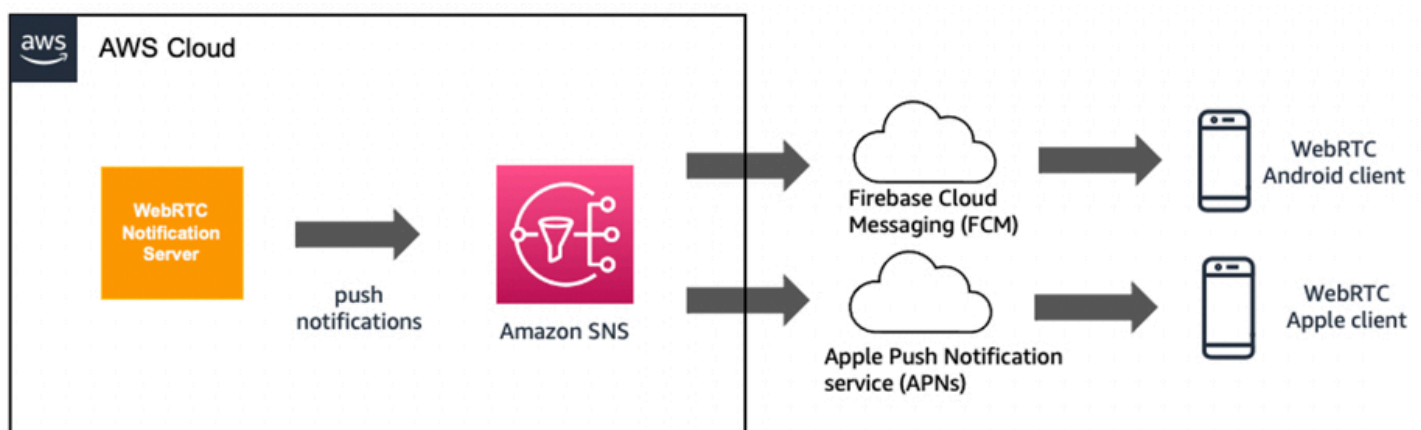 aws
AWS Cloud
WebRTC
Notification
Server
push
notifications
Amazon SNS
Firebase Cloud
Messaging (FCM)
WebRTC
Android client
Apple Push Notification
service (APNs)
WebRTC
Apple client